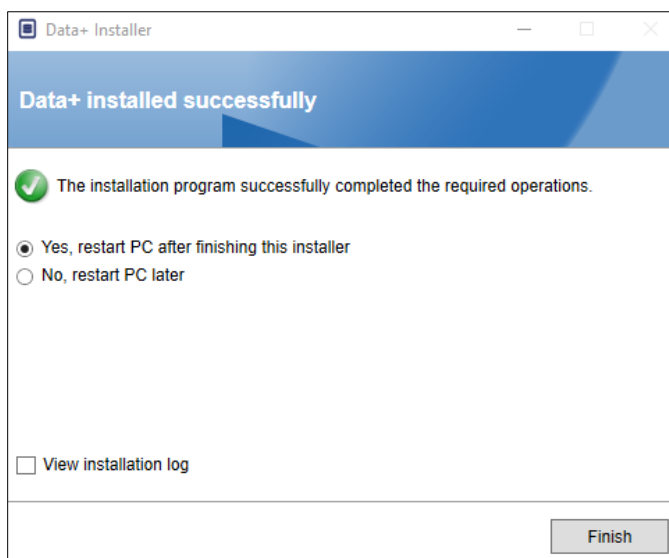 Data+ Installer
Data+ installed successfully
The installation program successfully completed the required operations.
Yes, restart PC after finishing this installer
No, restart PC later
View installation log
Finish